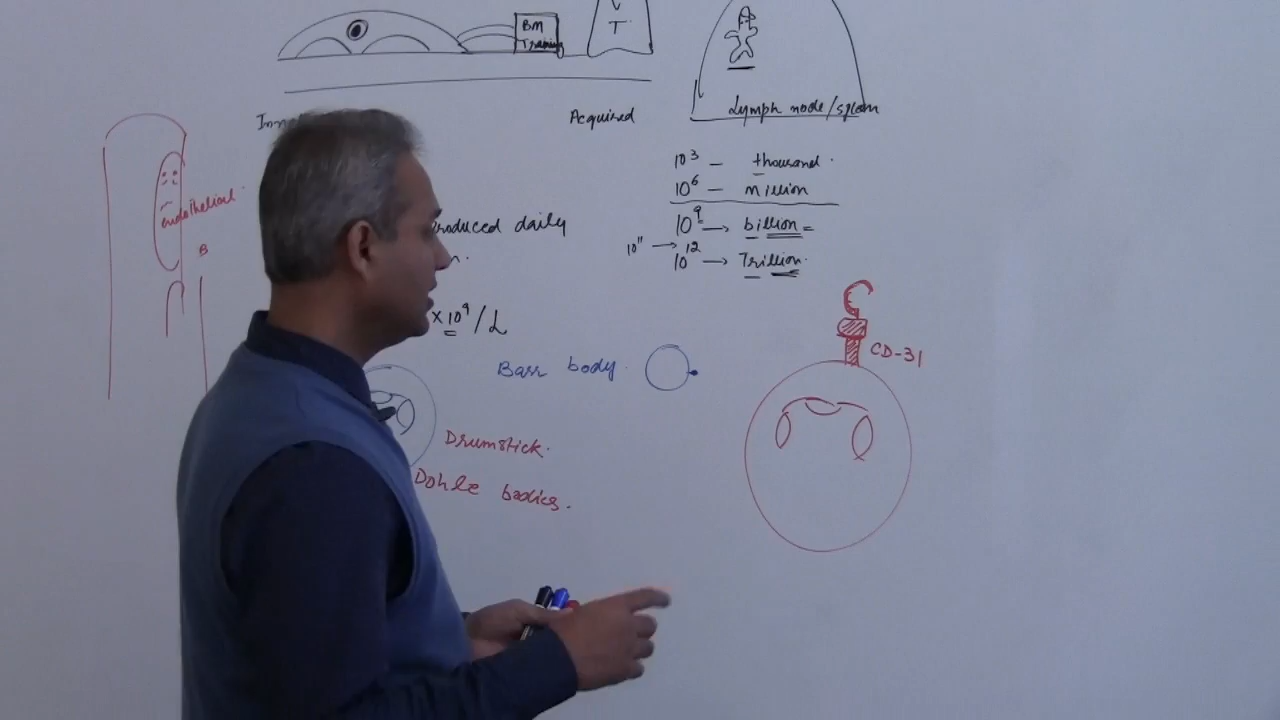 BM
Training
T
Lymph node/spleen
Acquired
10³ – thousand.
10⁶ – million
10⁹ → billion =
10¹¹ → 10¹² → Trillion.
endothelial
B
produced daily
x 10⁹ / L
Barr body.
CD-31
Drumstick.
Dohle bodies.